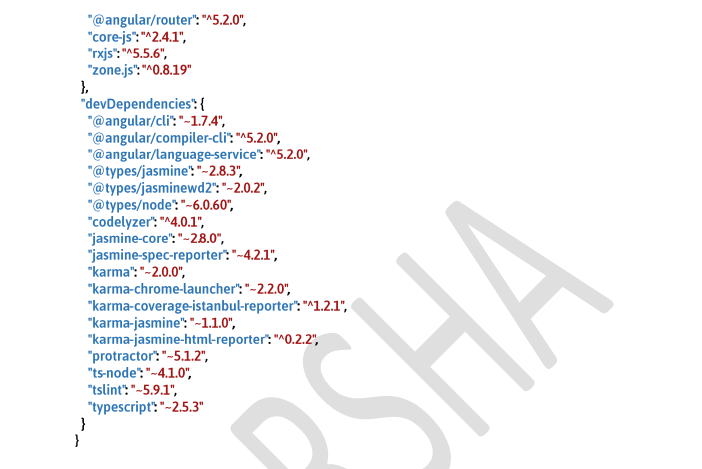 "@angular/router": "^5.2.0",
"core-js": "^2.4.1",
"rxjs": "^5.5.6",
"zone.js": "^0.8.19"
},
"devDependencies": {
"@angular/cli": "~1.7.4",
"@angular/compiler-cli": "^5.2.0",
"@angular/language-service": "^5.2.0",
"@types/jasmine": "~2.8.3",
"@types/jasminewd2": "~2.0.2",
"@types/node": "~6.0.60",
"codelyzer": "^4.0.1",
"jasmine-core": "~2.8.0",
"jasmine-spec-reporter": "~4.2.1",
"karma": "~2.0.0",
"karma-chrome-launcher": "~2.2.0",
"karma-coverage-istanbul-reporter": "^1.2.1",
"karma-jasmine": "~1.1.0",
"karma-jasmine-html-reporter": "^0.2.2",
"protractor": "~5.1.2",
"ts-node": "~4.1.0",
"tslint": "~5.9.1",
"typescript": "~2.5.3"
}
}
RSHA